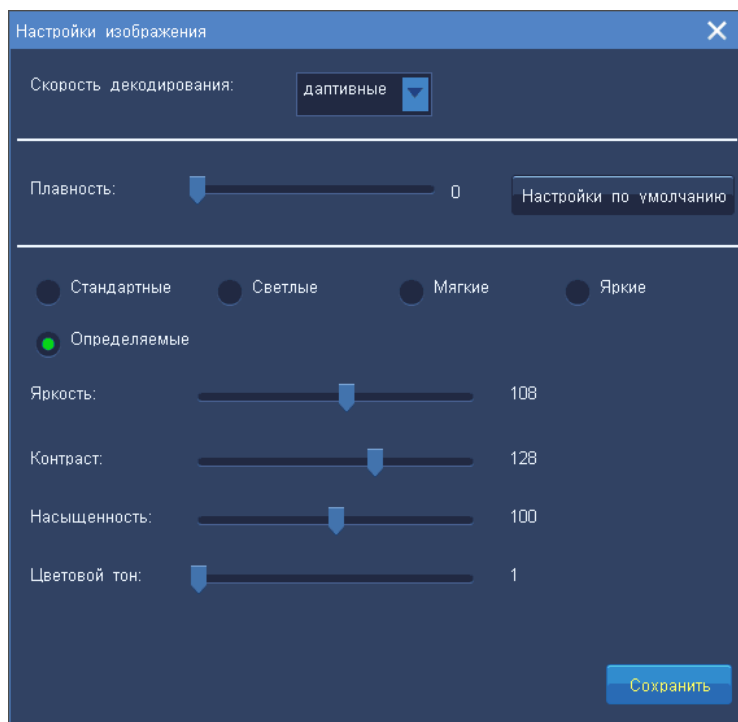 Настройки изображения
Скорость декодирования: даптивные
Плавность: 0 Настройки по умолчанию
Стандартные Светлые Мягкие Яркие
Определяемые
Яркость: 108
Контраст: 128
Насыщенность: 100
Цветовой тон: 1
Сохранить